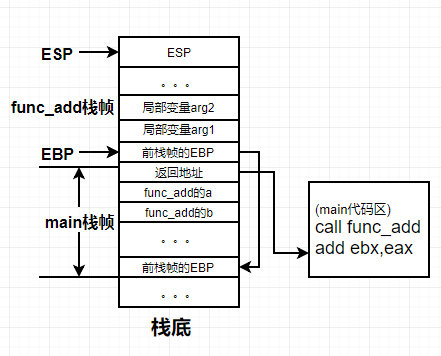 ESP
ESP
。。。
func_add栈帧
局部变量arg2
局部变量arg1
EBP
前栈帧的EBP
返回地址
func_add的a
main栈帧
func_add的b
。。。
前栈帧的EBP
。。。
栈底
(main代码区)
call func_add
add ebx,eax